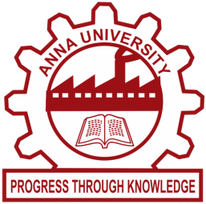 ANNA UNIVERSITY
PROGRESS THROUGH KNOWLEDGE